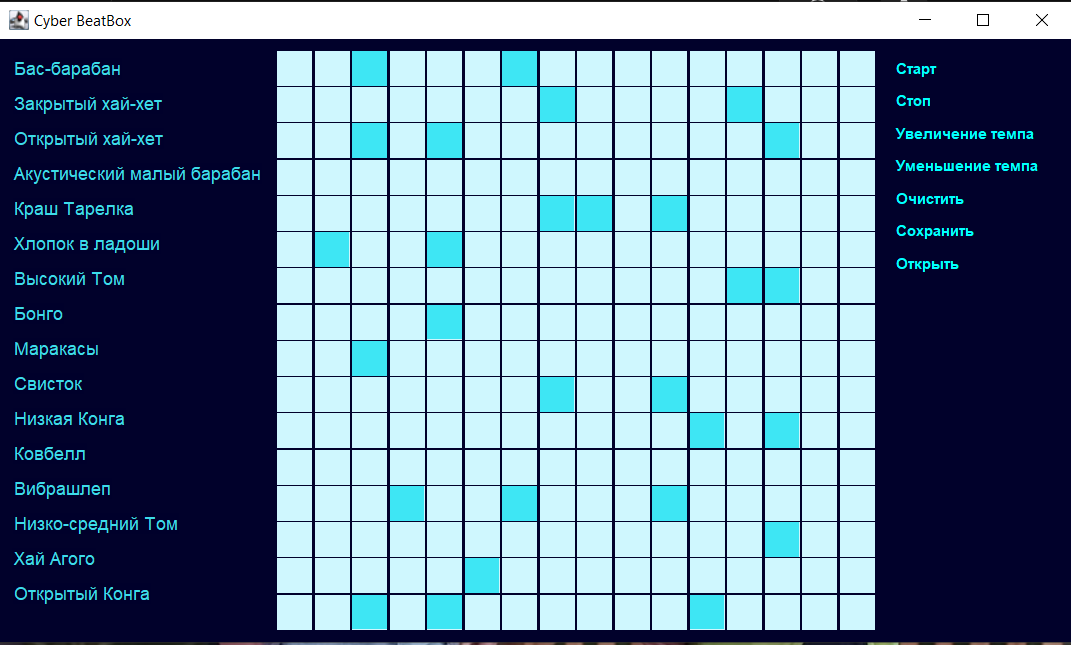 Cyber BeatBox
Бас-барабан
Закрытый хай-хет
Открытый хай-хет
Акустический малый барабан
Краш Тарелка
Хлопок в ладоши
Высокий Том
Бонго
Маракасы
Свисток
Низкая Конга
Ковбелл
Вибрашлеп
Низко-средний Том
Хай Агого
Открытый Конга
Старт
Стоп
Увеличение темпа
Уменьшение темпа
Очистить
Сохранить
Открыть